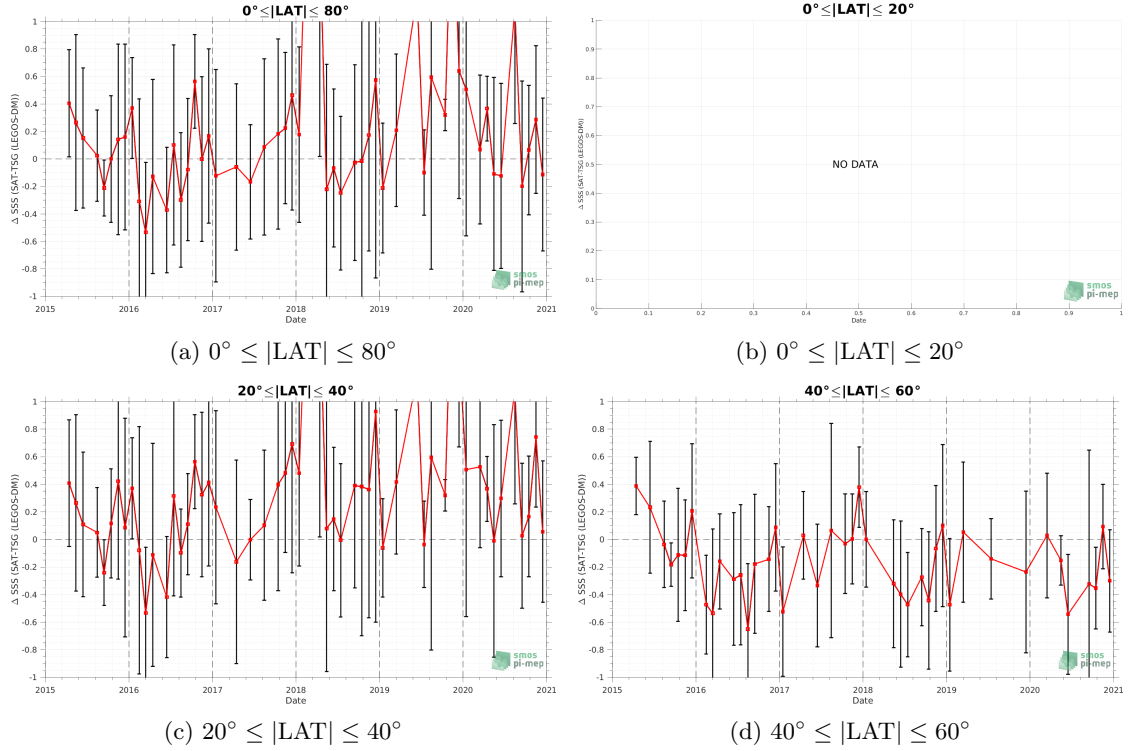 0°≤|LAT|≤ 80°
Δ SSS (SAT-TSG (LEGOS-DM))
1
0.8
0.6
0.4
0.2
0
-0.2
-0.4
-0.6
-0.8
-1
2015 2016 2017 2018 2019 2020 2021
Date
smos
pi-mep
(a) 0° ≤ |LAT| ≤ 80°
0°≤|LAT|≤ 20°
Δ SSS (SAT-TSG (LEGOS-DM))
1
0.9
0.8
0.7
0.6
0.5
0.4
0.3
0.2
0.1
0
NO DATA
0 0.1 0.2 0.3 0.4 0.5 0.6 0.7 0.8 0.9 1
Date
smos
pi-mep
(b) 0° ≤ |LAT| ≤ 20°
20°≤|LAT|≤ 40°
Δ SSS (SAT-TSG (LEGOS-DM))
1
0.8
0.6
0.4
0.2
0
-0.2
-0.4
-0.6
-0.8
-1
2015 2016 2017 2018 2019 2020 2021
Date
smos
pi-mep
(c) 20° ≤ |LAT| ≤ 40°
40°≤|LAT|≤ 60°
Δ SSS (SAT-TSG (LEGOS-DM))
1
0.8
0.6
0.4
0.2
0
-0.2
-0.4
-0.6
-0.8
-1
2015 2016 2017 2018 2019 2020 2021
Date
smos
pi-mep
(d) 40° ≤ |LAT| ≤ 60°